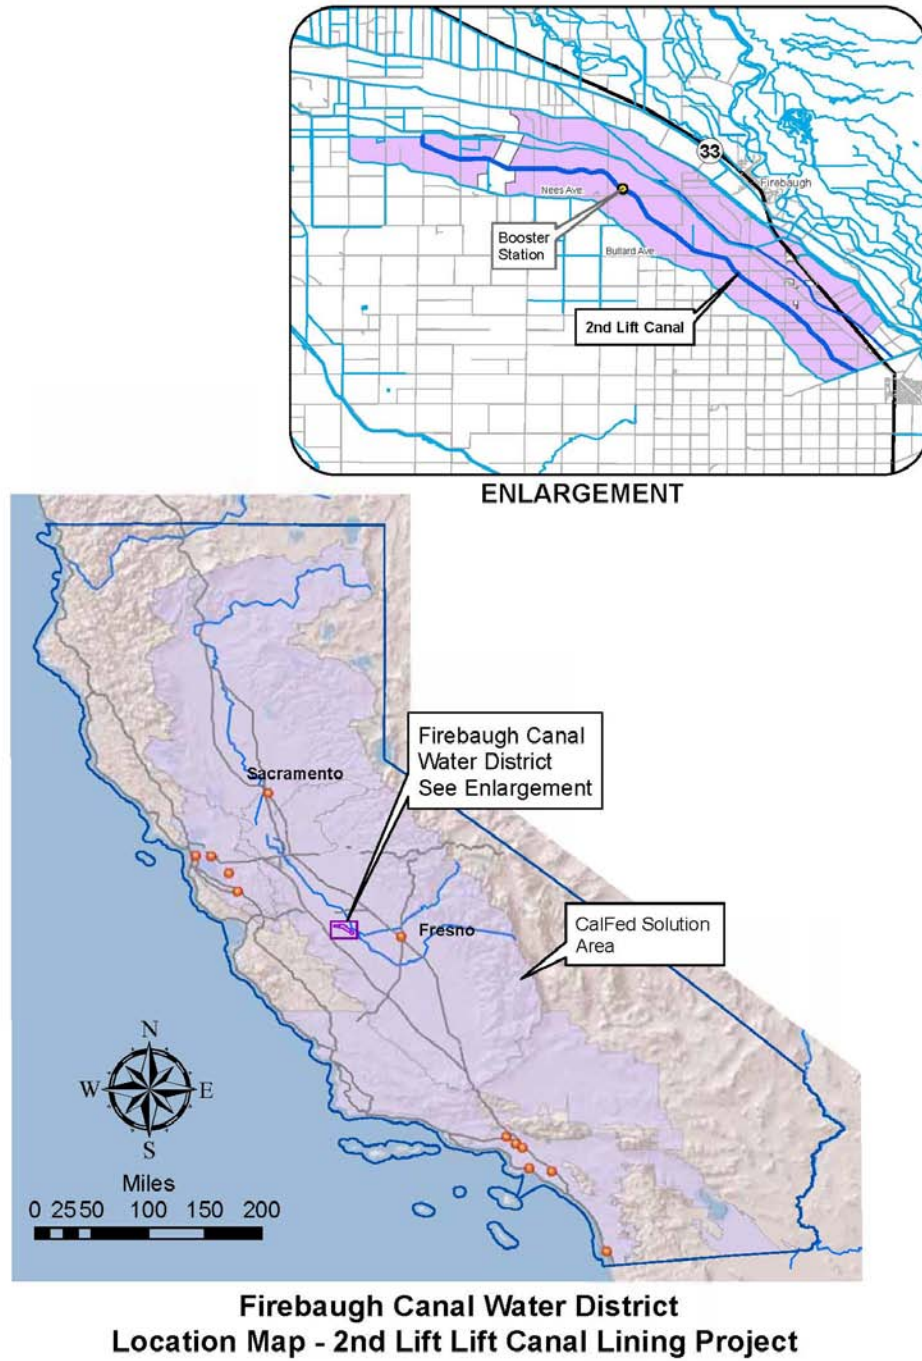 33
Firebaugh
Nees Ave
Booster
Station
Bullard Ave
2nd Lift Canal
ENLARGEMENT
Firebaugh Canal
Water District
See Enlargement
Sacramento
Fresno
CalFed Solution
Area
N
W
E
S
Miles
0 25 50 100 150 200
Firebaugh Canal Water District
Location Map - 2nd Lift Lift Canal Lining Project